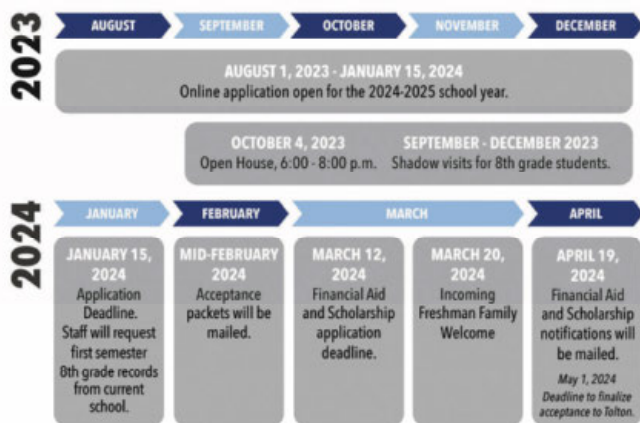 2023
AUGUST
SEPTEMBER
OCTOBER
NOVEMBER
DECEMBER
AUGUST 1, 2023 - JANUARY 15, 2024
Online application open for the 2024-2025 school year.
OCTOBER 4, 2023
Open House, 6:00 - 8:00 p.m.
SEPTEMBER - DECEMBER 2023
Shadow visits for 8th grade students.
2024
JANUARY
FEBRUARY
MARCH
APRIL
JANUARY 15,
2024
Application
Deadline.
Staff will request
first semester
8th grade records
from current
school.
MID-FEBRUARY
2024
Acceptance
packets will be
mailed.
MARCH 12,
2024
Financial Aid
and Scholarship
application
deadline.
MARCH 20,
2024
Incoming
Freshman Family
Welcome
APRIL 19,
2024
Financial Aid
and Scholarship
notifications will
be mailed.
May 1, 2024
Deadline to finalize
acceptance to Tolton.